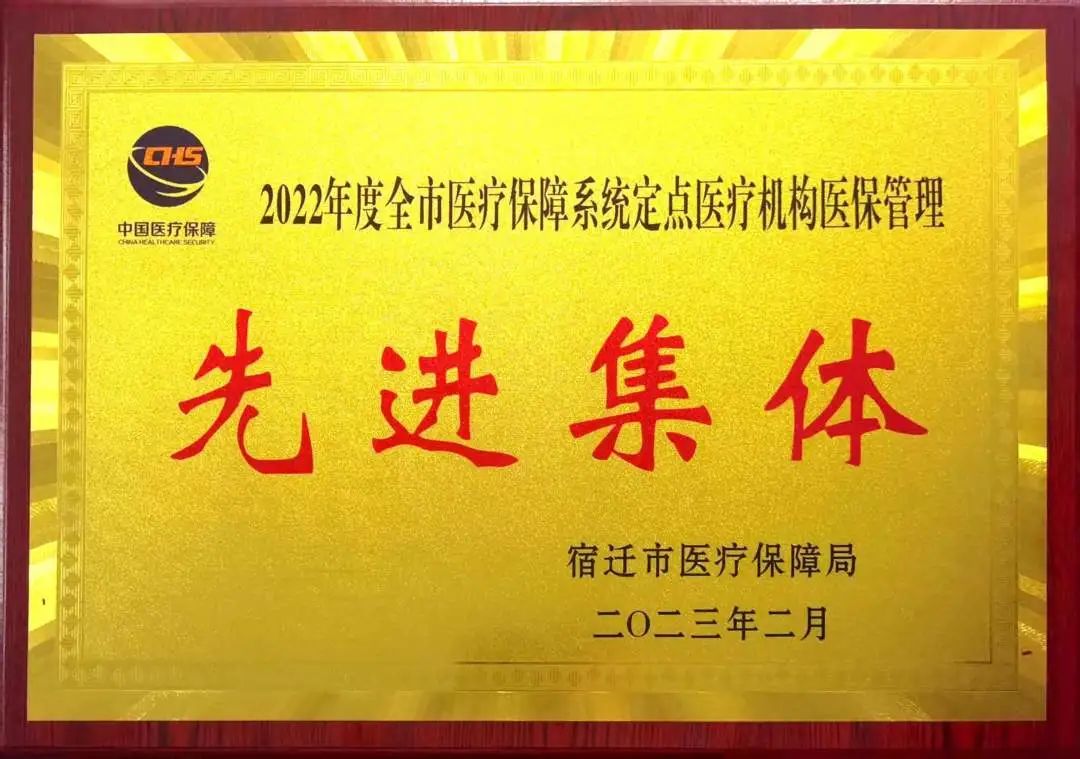 CHS
中国医疗保障
CHINA HEALTHCARE SECURITY
2022年度全市医疗保障系统定点医疗机构医保管理
先进集体
宿迁市医疗保障局
二〇二三年二月